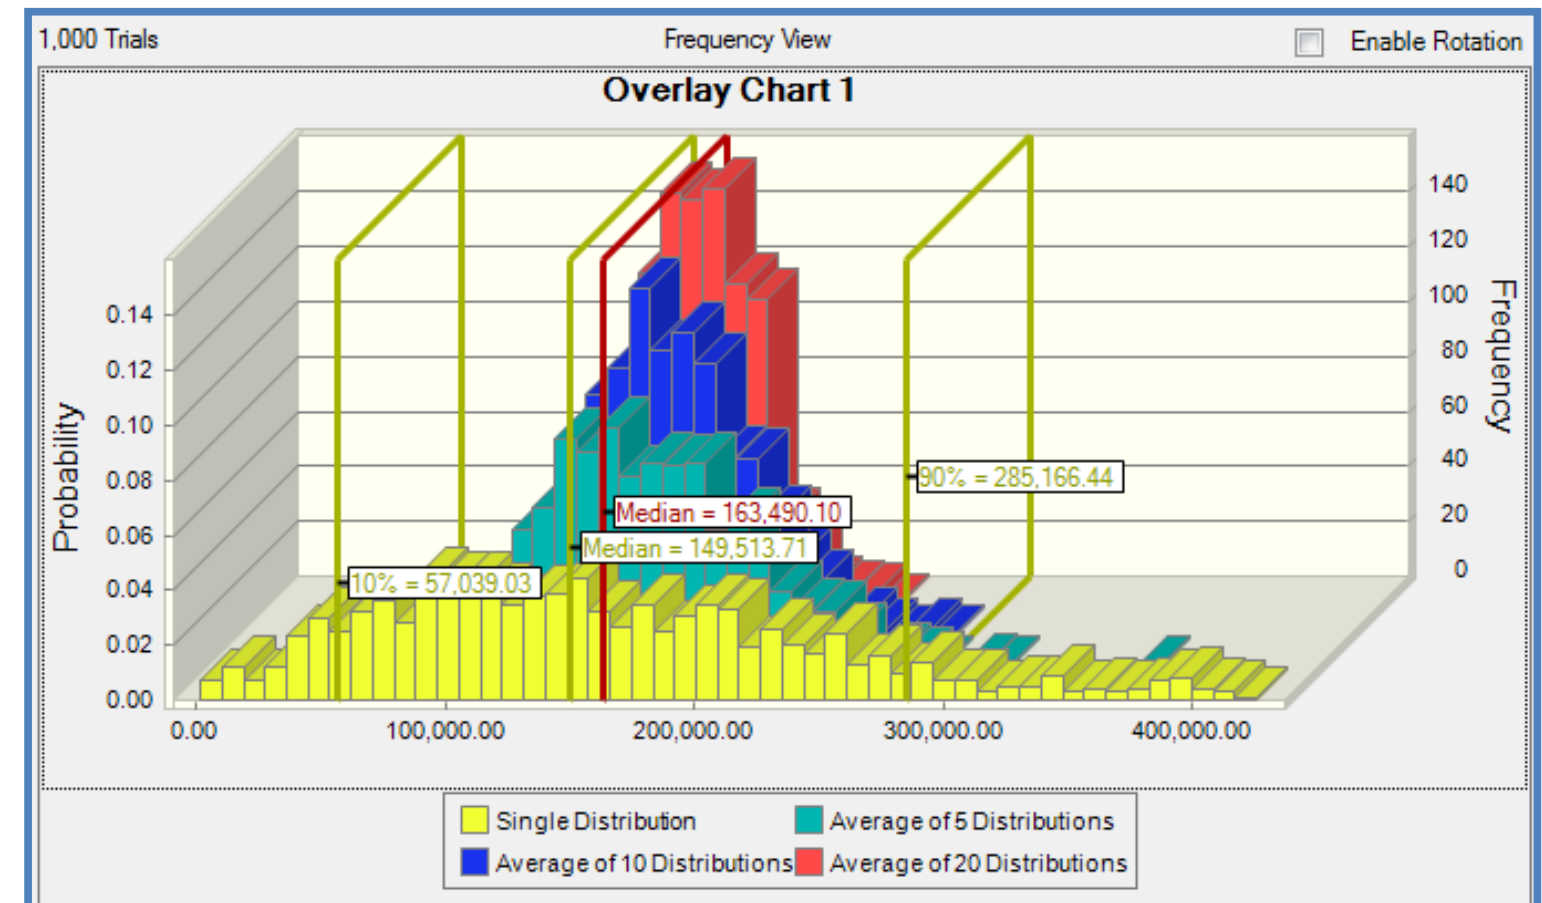 1,000 Trials Frequency View Enable Rotation
Overlay Chart 1
Probability
0.14
0.12
0.10
0.08
0.06
0.04
0.02
0.00
140
120
100
80
60
40
20
0
Frequency
90% = 285,166.44
Median = 163,490.10
Median = 149,513.71
10% = 57,039.03
0.00 100,000.00 200,000.00 300,000.00 400,000.00
Single Distribution Average of 5 Distributions
Average of 10 Distributions Average of 20 Distributions